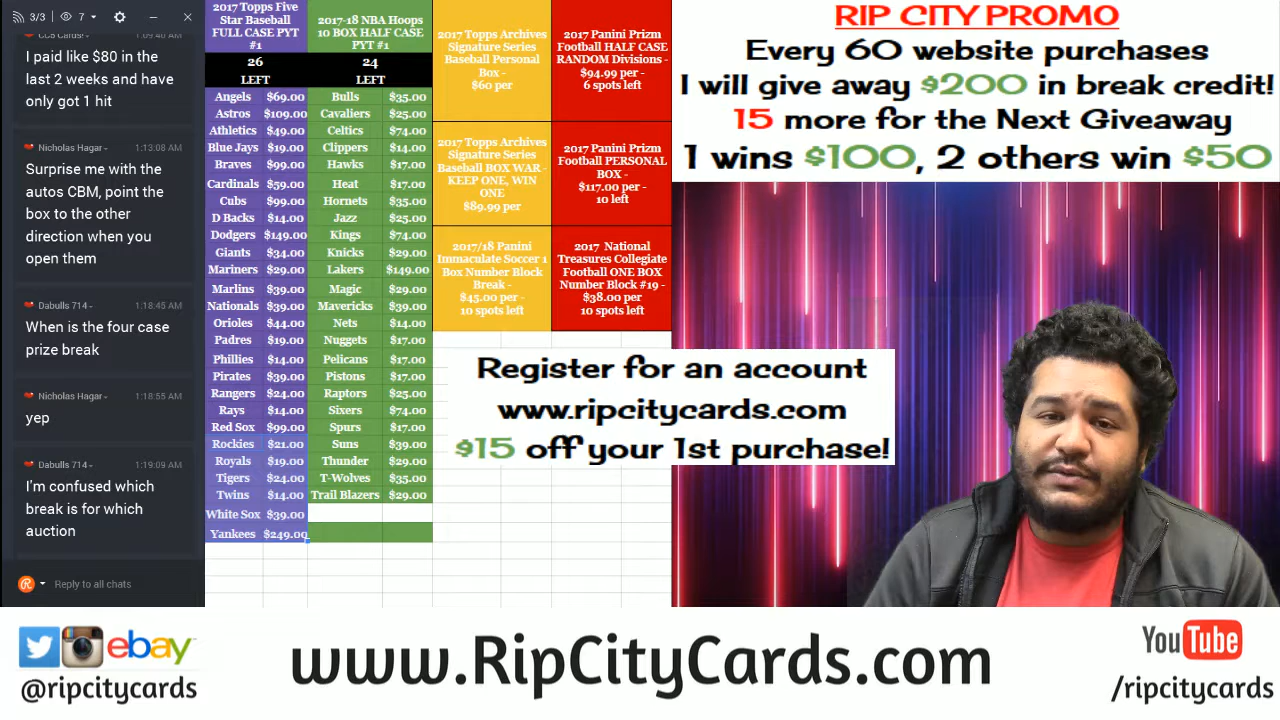 3/3 7
CCB Cards! 1:09:40 AM
I paid like $80 in the
last 2 weeks and have
only got 1 hit
Nicholas Hagar 1:13:08 AM
Surprise me with the
autos CBM, point the
box to the other
direction when you
open them
Dabulls 714 1:18:45 AM
When is the four case
prize break
Nicholas Hagar 1:18:55 AM
yep
Dabulls 714 1:19:09 AM
I'm confused which
break is for which
auction
Reply to all chats
2017 Topps Five
Star Baseball
FULL CASE PYT
#1
26
LEFT
Angels $69.00
Astros $109.00
Athletics $49.00
Blue Jays $19.00
Braves $99.00
Cardinals $59.00
Cubs $99.00
D Backs $14.00
Dodgers $149.00
Giants $34.00
Mariners $29.00
Marlins $39.00
Nationals $39.00
Orioles $44.00
Padres $19.00
Phillies $14.00
Pirates $39.00
Rangers $24.00
Rays $14.00
Red Sox $99.00
Rockies $21.00
Royals $19.00
Tigers $24.00
Twins $14.00
White Sox $39.00
Yankees $249.00
2017-18 NBA Hoops
10 BOX HALF CASE
PYT #1
24
LEFT
Bulls $35.00
Cavaliers $25.00
Celtics $74.00
Clippers $14.00
Hawks $17.00
Heat $17.00
Hornets $35.00
Jazz $25.00
Kings $74.00
Knicks $29.00
Lakers $149.00
Magic $29.00
Mavericks $39.00
Nets $14.00
Nuggets $17.00
Pelicans $17.00
Pistons $17.00
Raptors $25.00
Sixers $74.00
Spurs $17.00
Suns $39.00
Thunder $29.00
T-Wolves $35.00
Trail Blazers $29.00
2017 Topps Archives
Signature Series
Baseball Personal
Box -
$60 per
2017 Topps Archives
Signature Series
Baseball BOX WAR -
KEEP ONE, WIN
ONE
$89.99 per
2017/18 Panini
Immaculate Soccer 1
Box Number Block
Break -
$45.00 per -
10 spots left
2017 Panini Prizm
Football HALF CASE
RANDOM Divisions -
$94.99 per -
6 spots left
2017 Panini Prizm
Football PERSONAL
BOX -
$117.00 per -
10 left
2017 National
Treasures Collegiate
Football ONE BOX
Number Block #19 -
$38.00 per
10 spots left
RIP CITY PROMO
Every 60 website purchases
I will give away $200 in break credit!
15 more for the Next Giveaway
1 wins $100, 2 others win $50
Register for an account
www.ripcitycards.com
$15 off your 1st purchase!
ebay
@ripcitycards
www.RipCityCards.com
YouTube
/ripcitycards